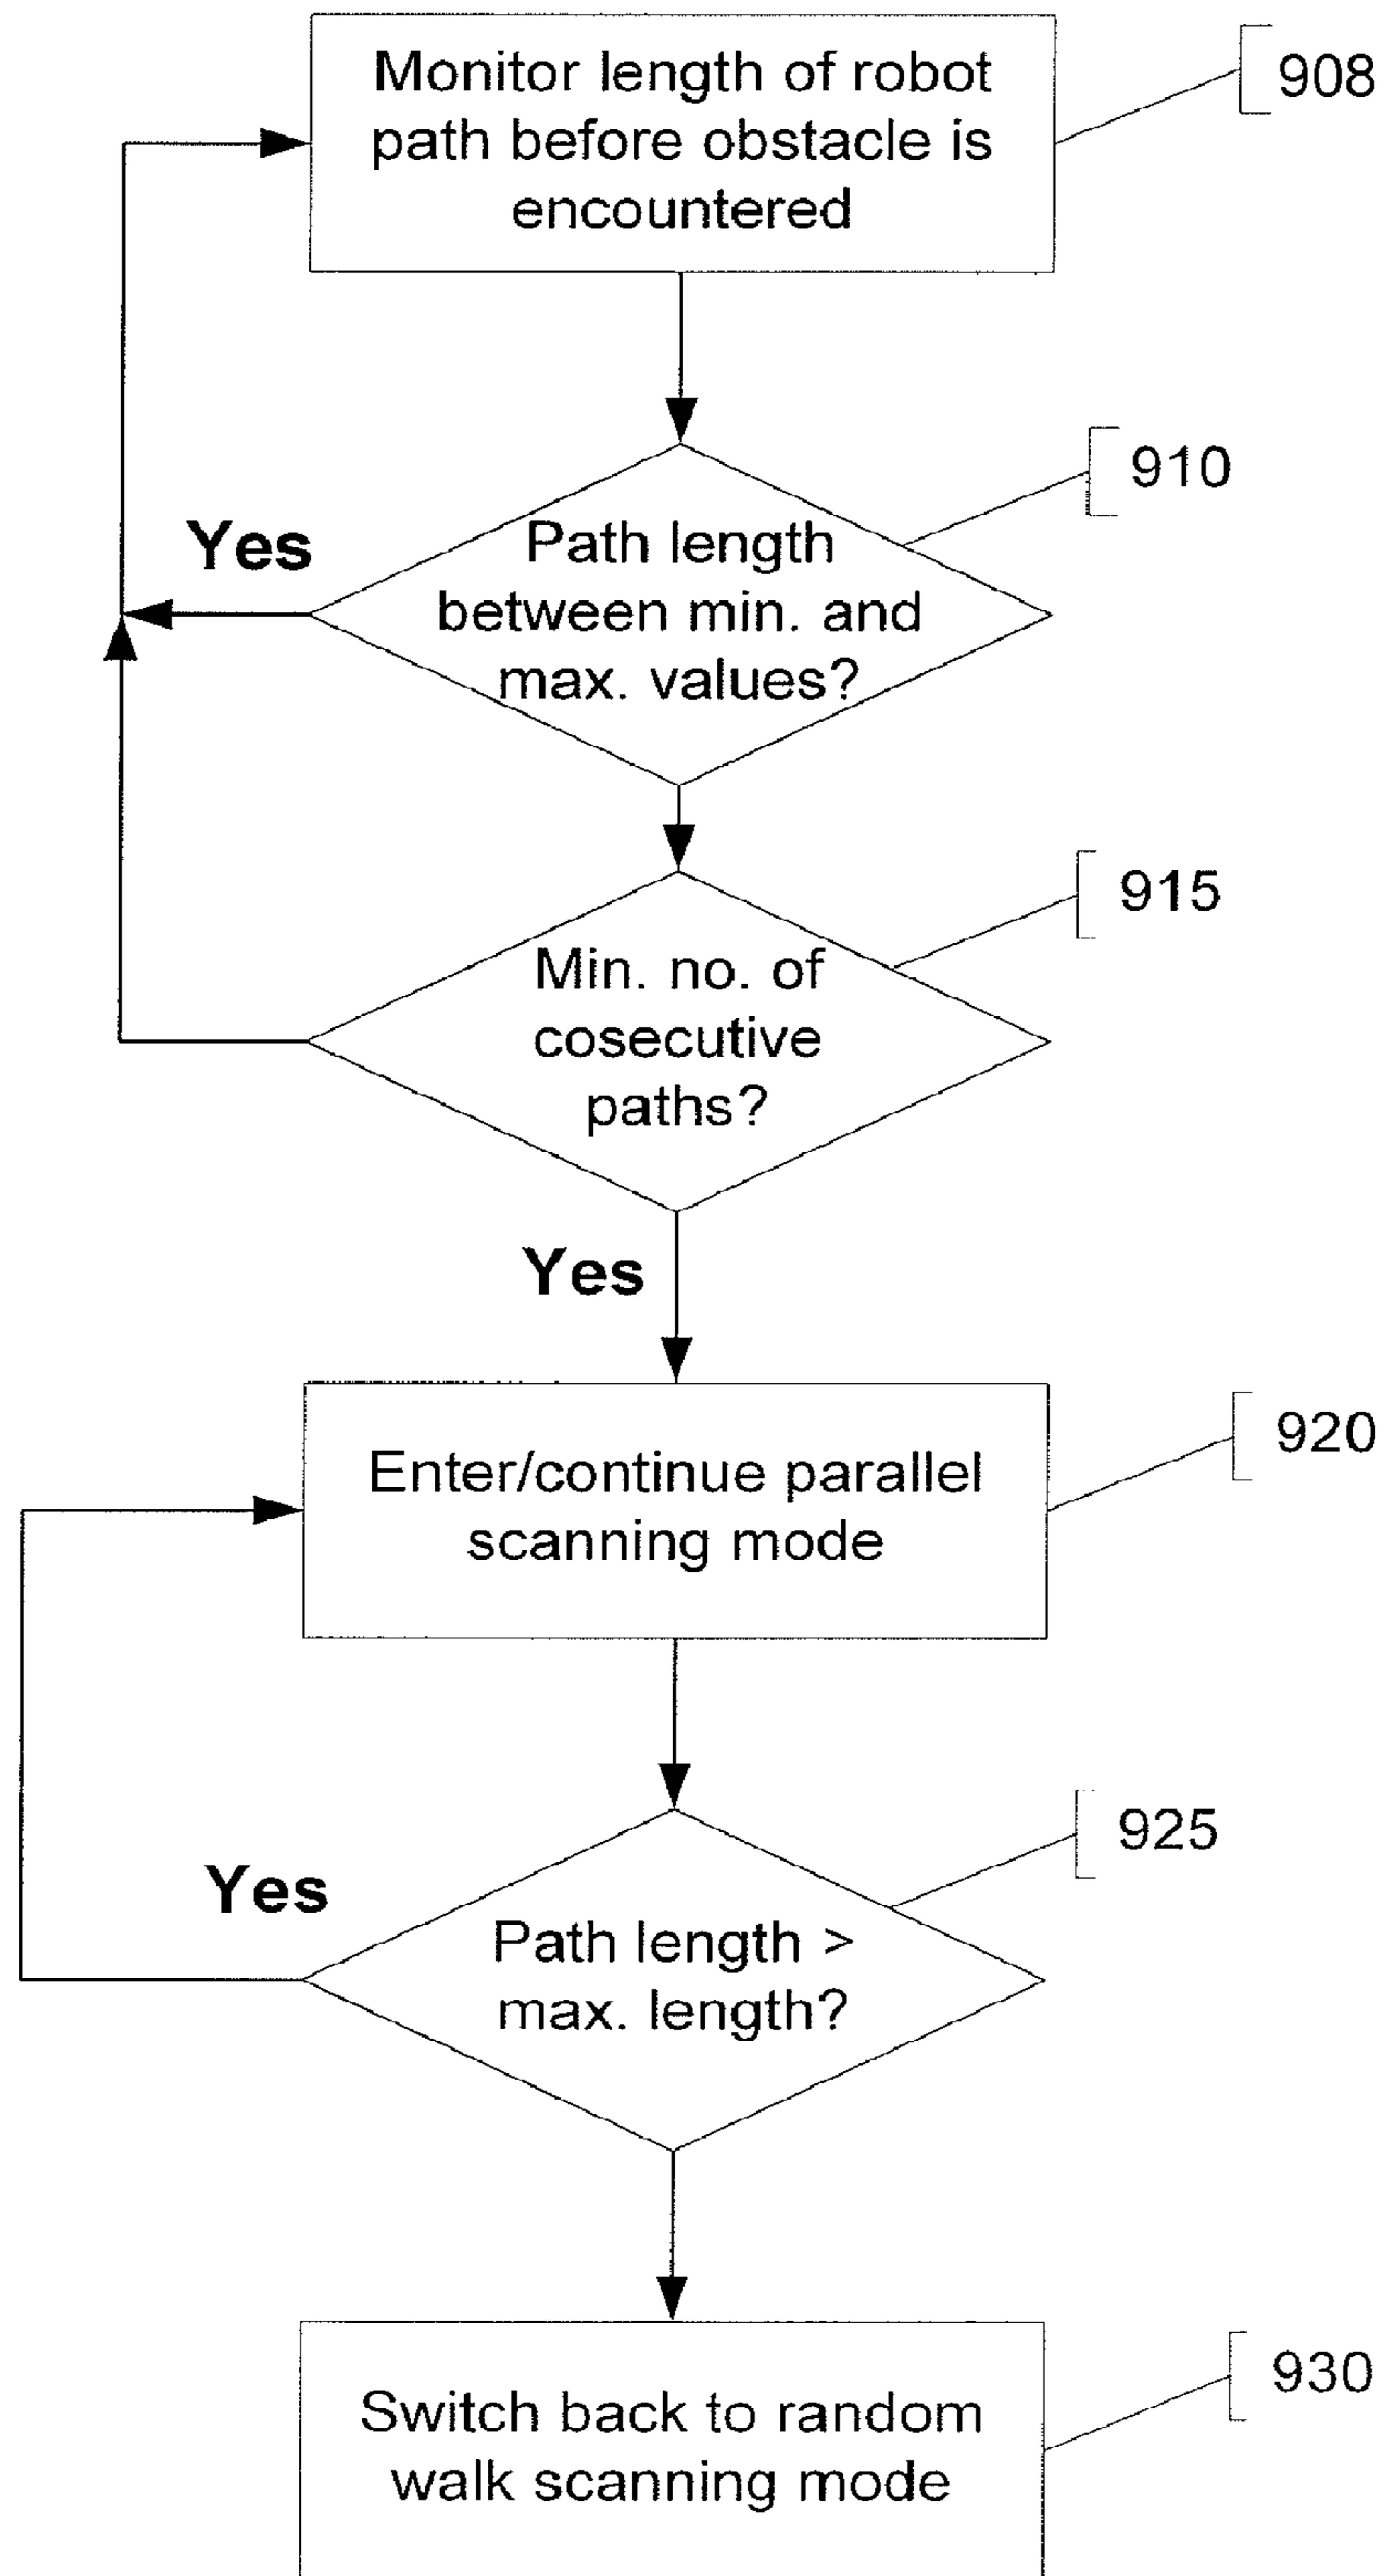 Monitor length of robot
path before obstacle is
encountered
908
910
Yes
Path length
between min. and
max. values?
915
Min. no. of
cosecutive
paths?
Yes
920
Enter/continue parallel
scanning mode
925
Yes
Path length >
max. length?
930
Switch back to random
walk scanning mode